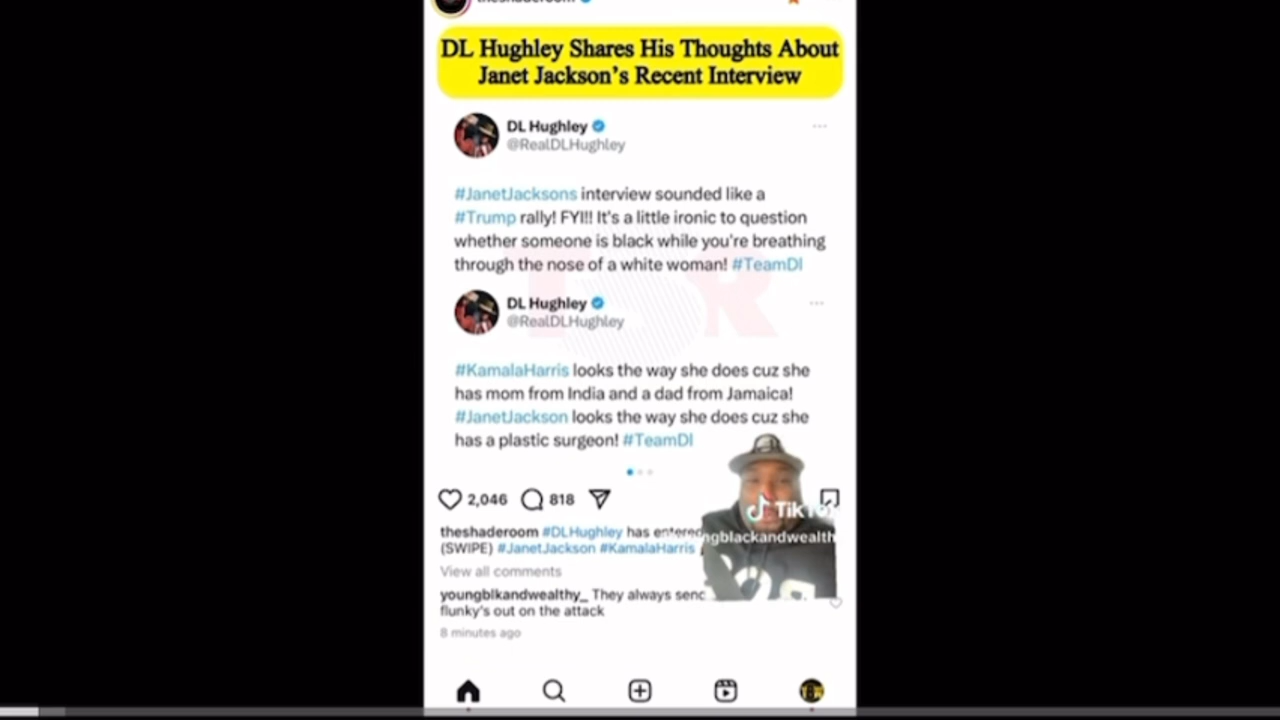 theshaderoom
DL Hughley Shares His Thoughts About
Janet Jackson's Recent Interview
DL Hughley
@RealDLHughley
#JanetJacksons interview sounded like a
#Trump rally! FYI!! It's a little ironic to question
whether someone is black while you're breathing
through the nose of a white woman! #TeamDl
DL Hughley
@RealDLHughley
#KamalaHarris looks the way she does cuz she
has mom from India and a dad from Jamaica!
#JanetJackson looks the way she does cuz she
has a plastic surgeon! #TeamDl
TSR
2,046 818
TikTok
ngblackandwealth
theshaderoom #DLHughley has entered
(SWIPE) #JanetJackson #KamalaHarris
View all comments
youngblkandwealthy_ They always send
flunky's out on the attack
8 minutes ago